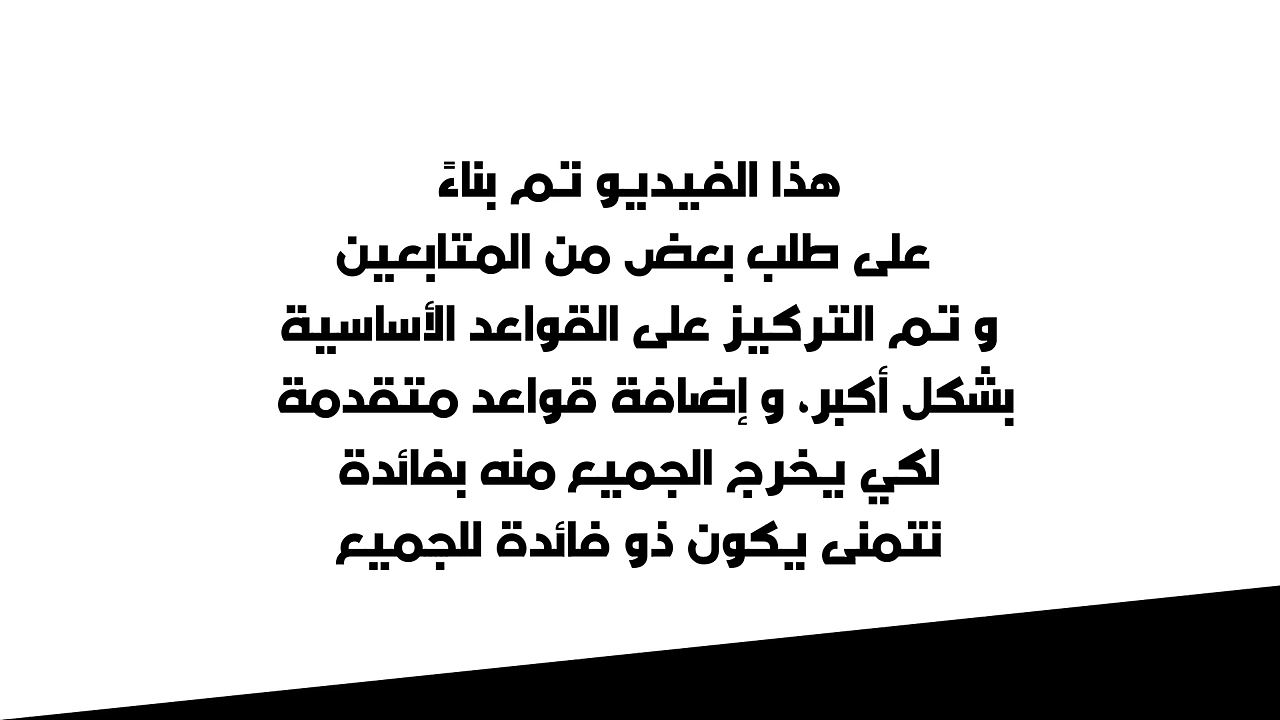 هذا الفيديو تم بناءً
على طلب بعض من المتابعين
و تم التركيز على القواعد الأساسية
بشكل أكبر، و إضافة قواعد متقدمة
لكي يخرج الجميع منه بفائدة
نتمنى يكون ذو فائدة للجميع